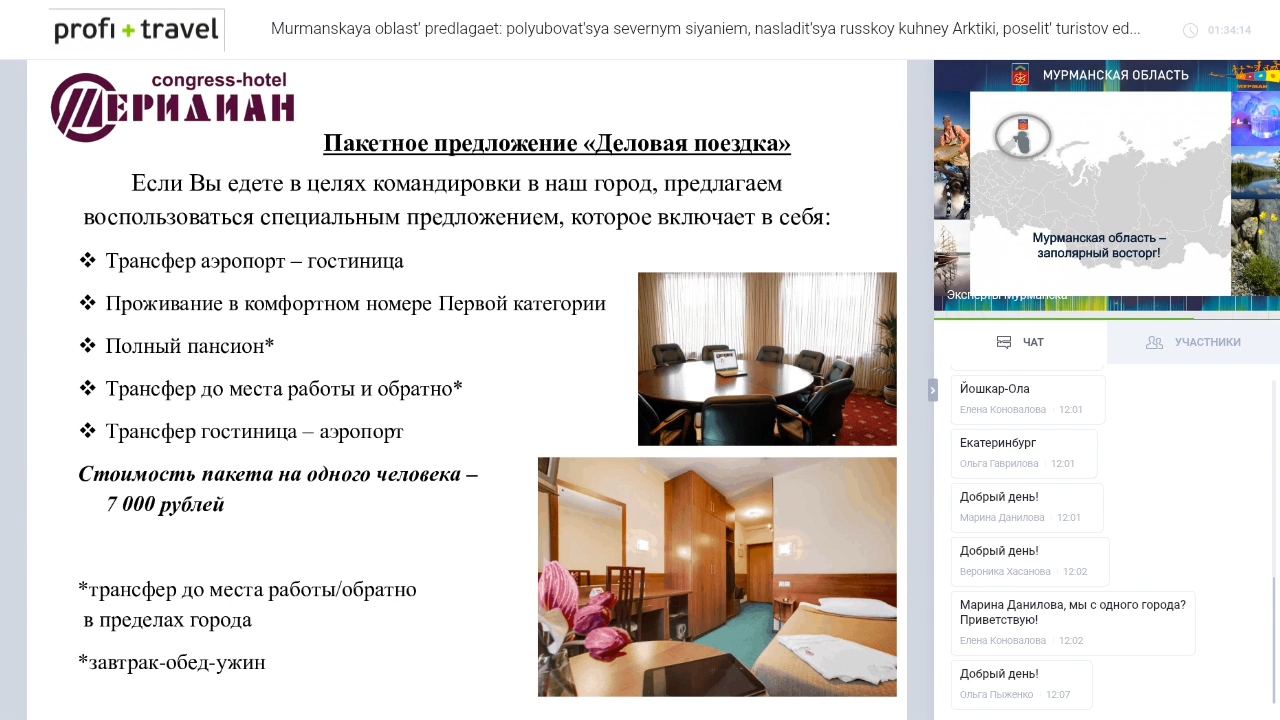 profi + travel
Murmanskaya oblast' predlagaet: polyubovat'sya severnym siyaniem, nasladit'sya russkoy kuhney Arktiki, poselit' turistov ed...
01:34:14
congress-hotel
МЕРИДИАН
Пакетное предложение «Деловая поездка»
Если Вы едете в целях командировки в наш город, предлагаем
воспользоваться специальным предложением, которое включает в себя:
❖ Трансфер аэропорт – гостиница
❖ Проживание в комфортном номере Первой категории
❖ Полный пансион*
❖ Трансфер до места работы и обратно*
❖ Трансфер гостиница – аэропорт
Стоимость пакета на одного человека –
7 000 рублей
*трансфер до места работы/обратно
в пределах города
*завтрак-обед-ужин
МУРМАНСКАЯ ОБЛАСТЬ
Мурманская область –
заполярный восторг!
Эксперты Мурманска
ЧАТ
УЧАСТНИКИ
Йошкар-Ола
Елена Коновалова 12:01
Екатеринбург
Ольга Гаврилова 12:01
Добрый день!
Марина Данилова 12:01
Добрый день!
Вероника Хасанова 12:02
Марина Данилова, мы с одного города?
Приветствую!
Елена Коновалова 12:02
Добрый день!
Ольга Пыженко 12:07